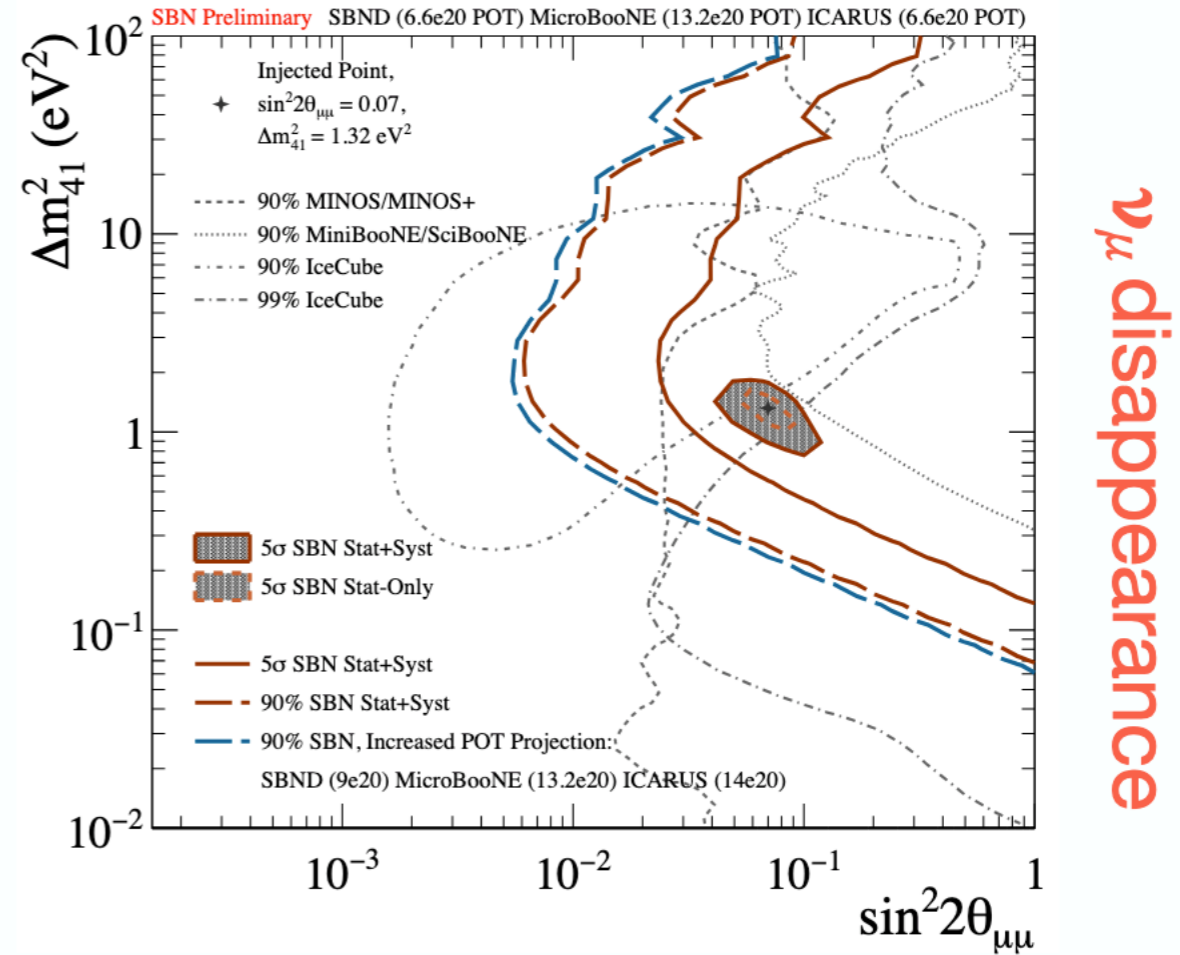 SBN Preliminary SBND (6.6e20 POT) MicroBooNE (13.2e20 POT) ICARUS (6.6e20 POT)
Δm²₄₁ (eV²)
10²
10
1
10⁻¹
10⁻²
Injected Point,
sin²2θμμ = 0.07,
Δm²₄₁ = 1.32 eV²
90% MINOS/MINOS+
90% MiniBooNE/SciBooNE
90% IceCube
99% IceCube
5σ SBN Stat+Syst
5σ SBN Stat-Only
5σ SBN Stat+Syst
90% SBN Stat+Syst
90% SBN, Increased POT Projection:
SBND (9e20) MicroBooNE (13.2e20) ICARUS (14e20)
10⁻³
10⁻²
10⁻¹
1
sin²2θμμ
νμ disappearance